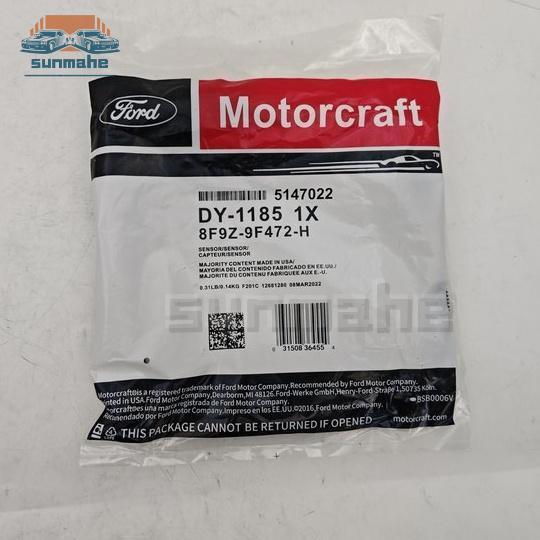 sunmahe
Ford
Motorcraft
TM
5147022
DY-1185 1X
8F9Z-9F472-H
SENSOR/SENSOR/
CAPTEUR/SENSOR
MAJORITY CONTENT MADE IN USA/
MAYORIA DEL CONTENIDO FABRICADO EN EE.UU./
MAJORITE DU CONTENU FABRIQUEE AUX E.-U.
0.31LB/0.14KG F201C 12681280 08MAR2022
sunmahe
0 31508 36455 4
Motorcraft®is a registered trademark of Ford Motor Company.Recommended by Ford Motor Company.
Printed in USA.Ford Motor Company, Dearborn,MI 48126.Ford-Werke GmbH,Henry-Ford-Straße 1,50735 Köln.
Motorcraft®es una marca registrada de Ford Motor Company.
Recomendado por Ford Motor Company.Impreso en los EE.UU.©2016.Ford Motor Company.
BSB0006V
THIS PACKAGE CANNOT BE RETURNED IF OPENED
motorcraft.com